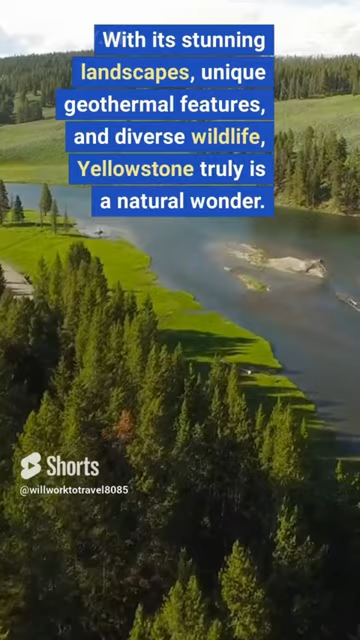 With its stunning
landscapes, unique
geothermal features,
and diverse wildlife,
Yellowstone truly is
a natural wonder.
Shorts
@willworktotravel8085